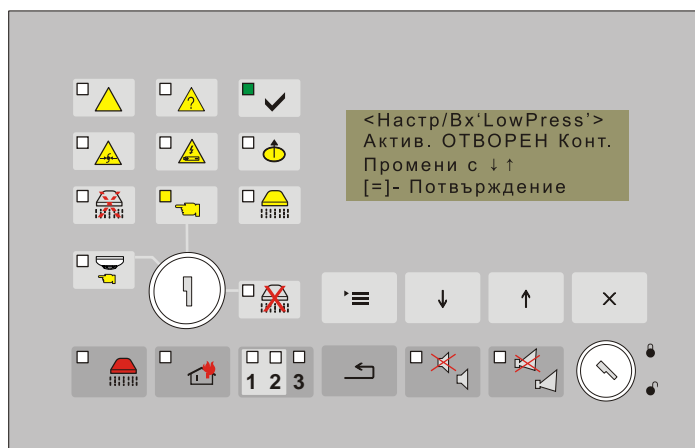 ?
<Настр/Вх‘LowPress’>
Актив. ОТВОРЕН Конт.
Промени с ↓↑
[=]- Потвърждение
1 2 3